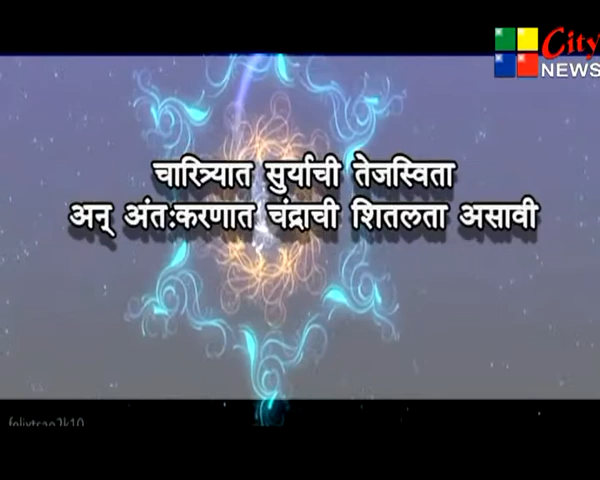 City
NEWS
चारित्र्यात सुर्याची तेजस्विता
अन् अंतःकरणात चंद्राची शितलता असावी